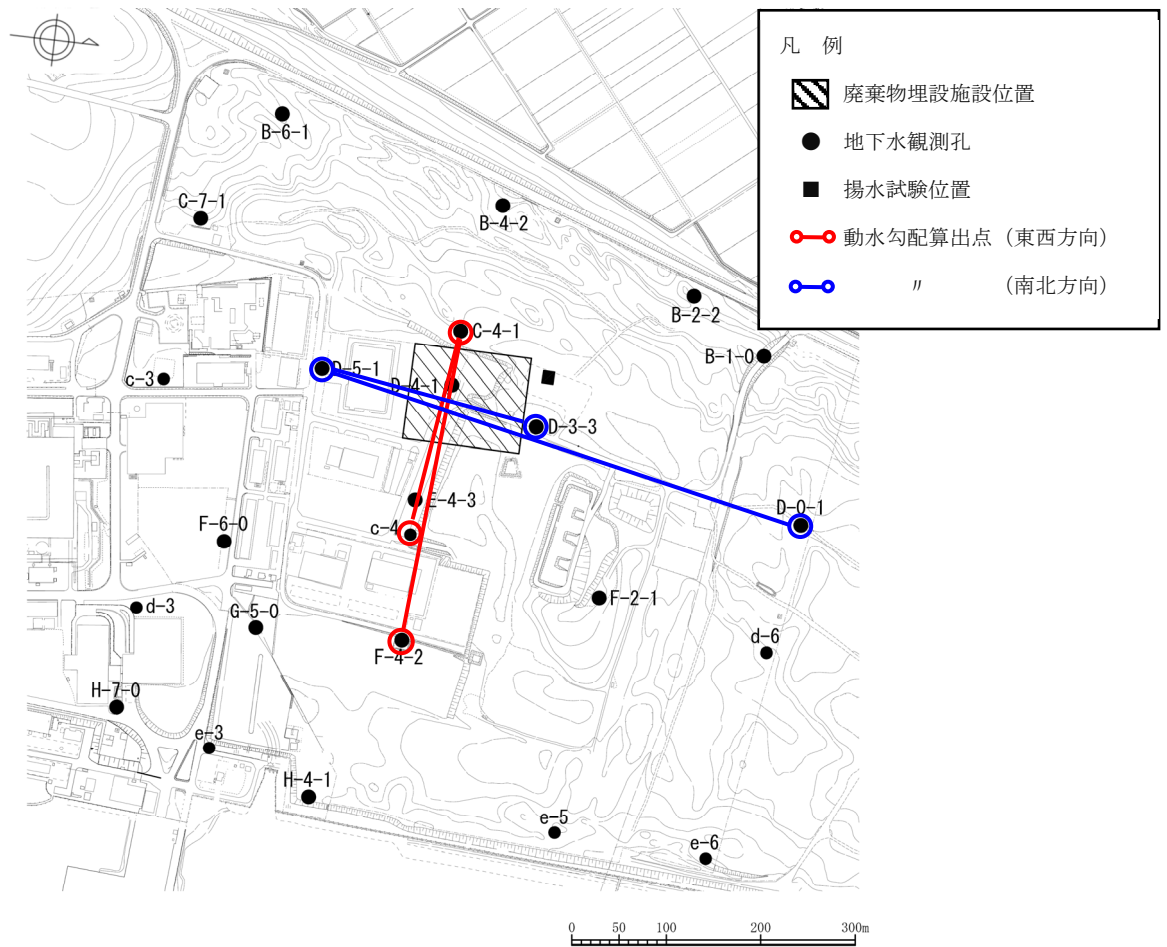 凡 例
廃棄物埋設施設位置
地下水観測孔
揚水試験位置
動水勾配算出点（東西方向）
〃 （南北方向）
B-6-1
C-7-1
B-4-2
B-2-2
B-1-0
C-4-1
D-5-1
c-3
D-4-1
D-3-3
E-4-3
c-4
D-0-1
F-6-0
F-2-1
d-3
G-5-0
F-4-2
d-6
H-7-0
e-3
H-4-1
e-5
e-6
0 50 100 200 300m